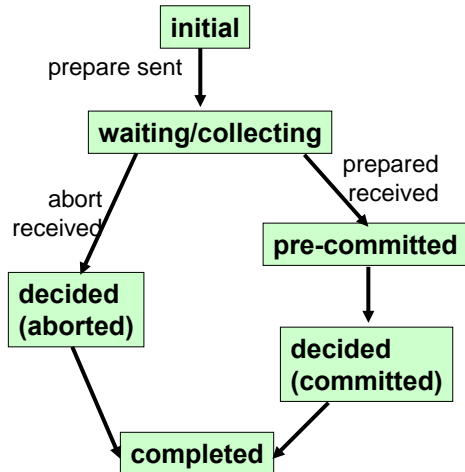 initial
prepare sent
waiting/collecting
abort
received
prepared
received
pre-committed
decided
(aborted)
decided
(committed)
completed